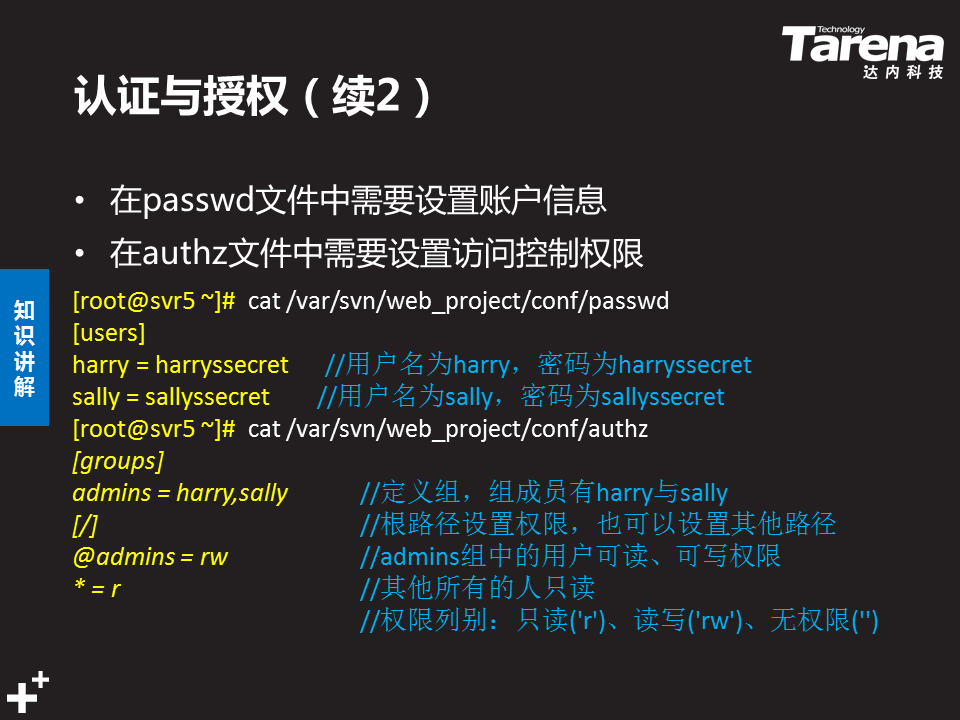 Technology
Tarena
达内科技
认证与授权（续2）
• 在passwd文件中需要设置账户信息
• 在authz文件中需要设置访问控制权限
知识讲解
[root@svr5 ~]# cat /var/svn/web_project/conf/passwd
[users]
harry = harryssecret //用户名为harry，密码为harryssecret
sally = sallyssecret //用户名为sally，密码为sallyssecret
[root@svr5 ~]# cat /var/svn/web_project/conf/authz
[groups]
admins = harry,sally //定义组，组成员有harry与sally
[/] //根路径设置权限，也可以设置其他路径
@admins = rw //admins组中的用户可读、可写权限
* = r //其他所有的人只读
//权限列别：只读('r')、读写('rw')、无权限('')